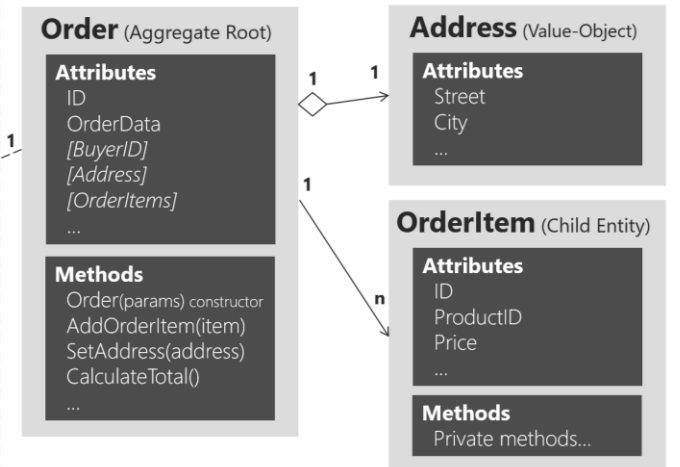 Order (Aggregate Root)
Attributes
ID
OrderData
[BuyerID]
[Address]
[OrderItems]
...
Methods
Order(params) constructor
AddOrderItem(item)
SetAddress(address)
CalculateTotal()
...
1
1
1
1
n
Address (Value-Object)
Attributes
Street
City
...
OrderItem (Child Entity)
Attributes
ID
ProductID
Price
...
Methods
Private methods...